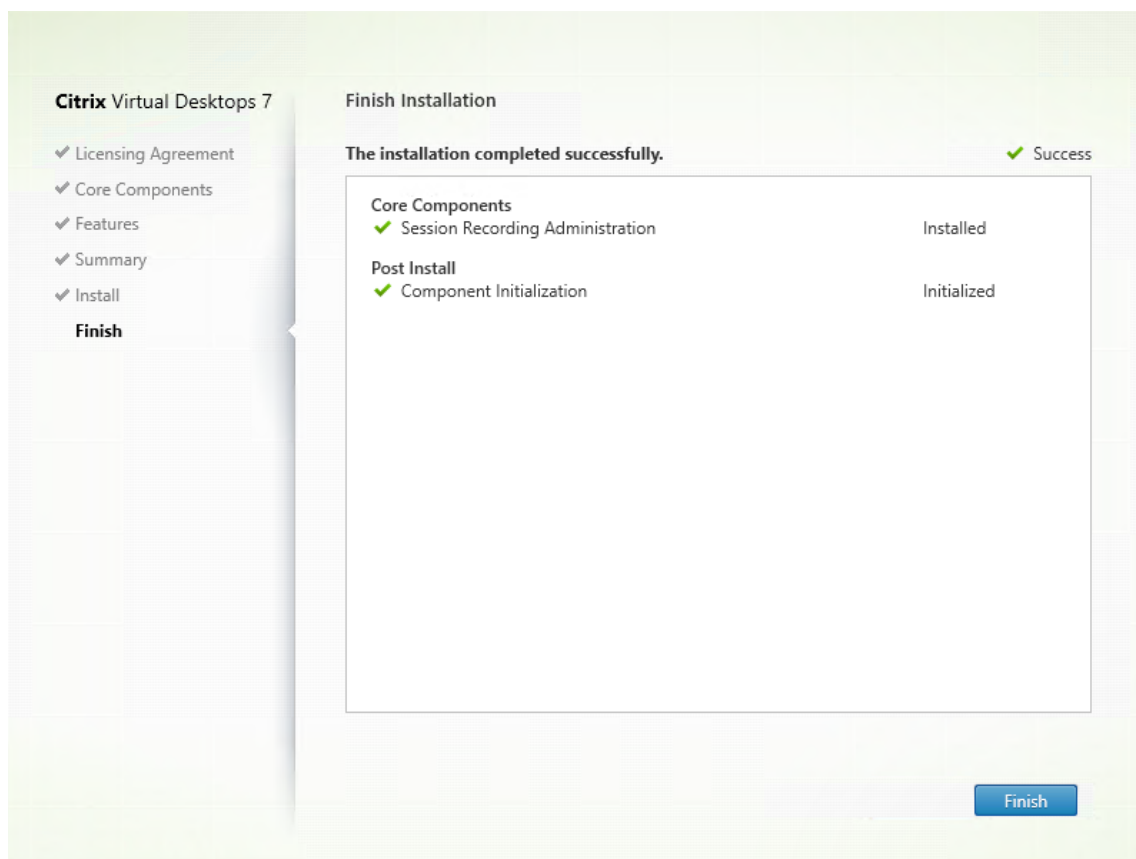 Citrix Virtual Desktops 7
Licensing Agreement
Core Components
Features
Summary
Install
Finish
Finish Installation
The installation completed successfully. Success
Core Components
Session Recording Administration Installed
Post Install
Component Initialization Initialized
Finish